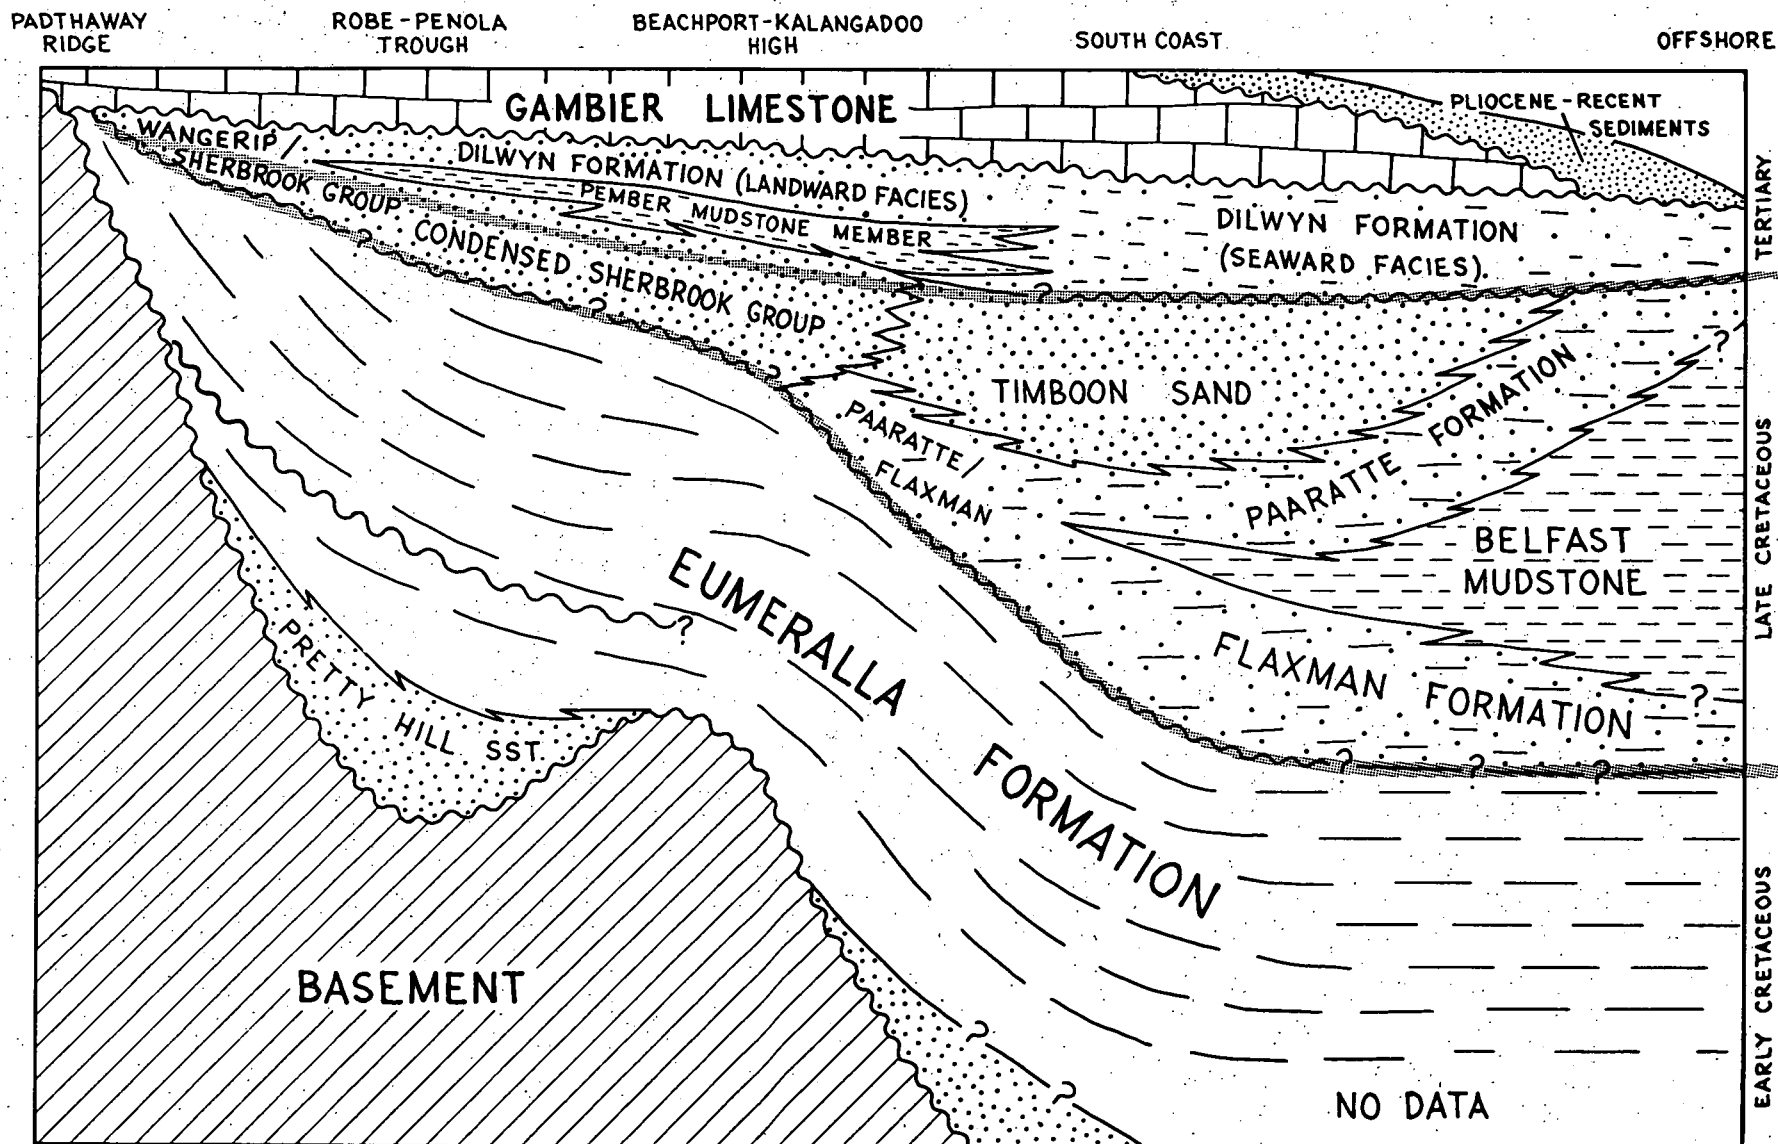 PADTHAWAY
RIDGE
ROBE-PENOLA
TROUGH
BEACHPORT-KALANGADOO
HIGH
SOUTH COAST
OFFSHORE
GAMBIER LIMESTONE
PLIOCENE-RECENT
SEDIMENTS
WANGERIP/
SHERBROOK GROUP
DILWYN FORMATION (LANDWARD FACIES)
PEMBER MUDSTONE MEMBER
DILWYN FORMATION
(SEAWARD FACIES)
?
CONDENSED SHERBROOK GROUP
?
?
?
?
TIMBOON SAND
PAARATTE/
FLAXMAN
PAARATTE FORMATION
BELFAST
MUDSTONE
FLAXMAN FORMATION
?
?
?
?
EUMERALLA
FORMATION
?
PRETTY HILL SST.
BASEMENT
?
?
NO DATA
TERTIARY
LATE CRETACEOUS
EARLY CRETACEOUS